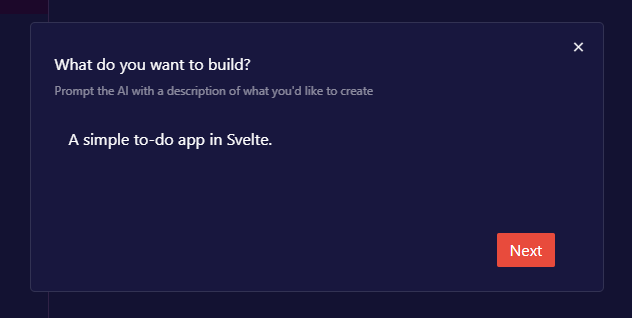 What do you want to build?
Prompt the AI with a description of what you'd like to create
A simple to-do app in Svelte.
Next